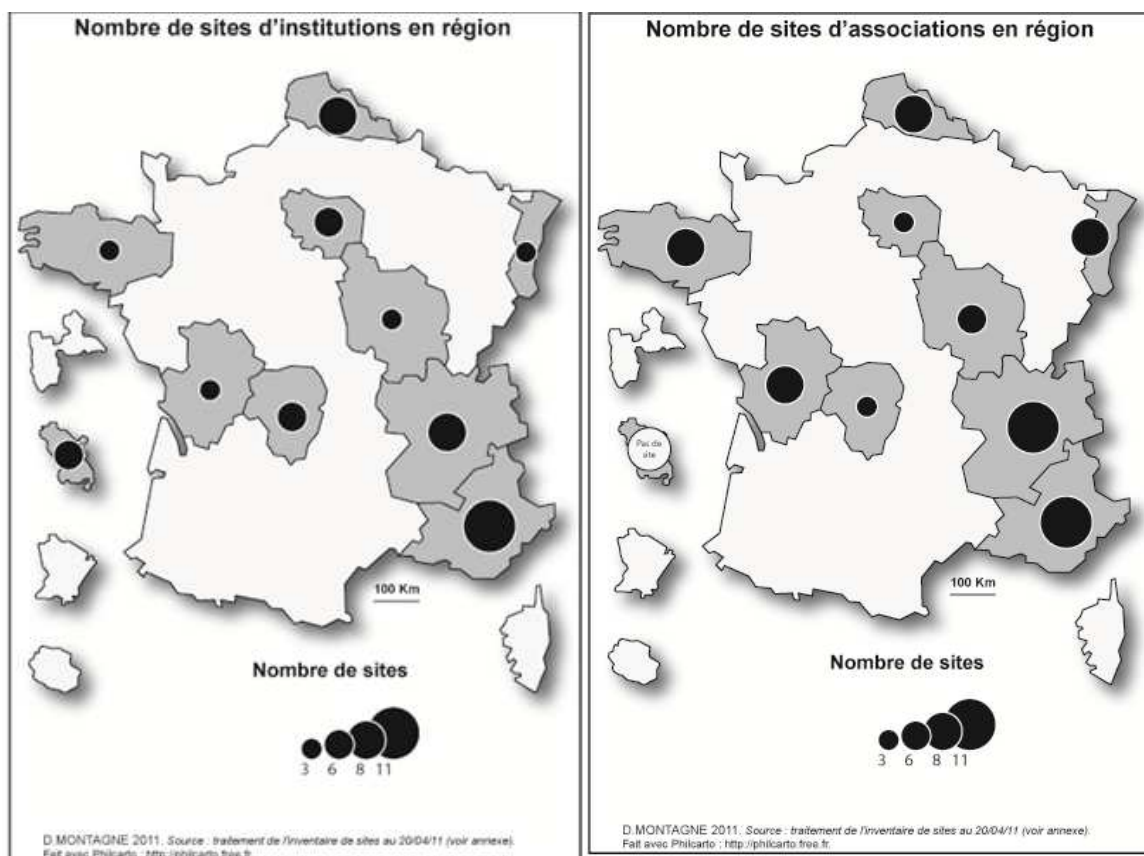 Nombre de sites d'institutions en région
100 Km
Nombre de sites
3 6 8 11
D.MONTAGNE 2011. Source : traitement de l'inventaire de sites au 20/04/11 (voir annexe).
Fait avec Philcarto : http://philcarto.free.fr
Nombre de sites d'associations en région
Pas de
site
100 Km
Nombre de sites
3 6 8 11
D.MONTAGNE 2011. Source : traitement de l'inventaire de sites au 20/04/11 (voir annexe).
Fait avec Philcarto : http://philcarto.free.fr.